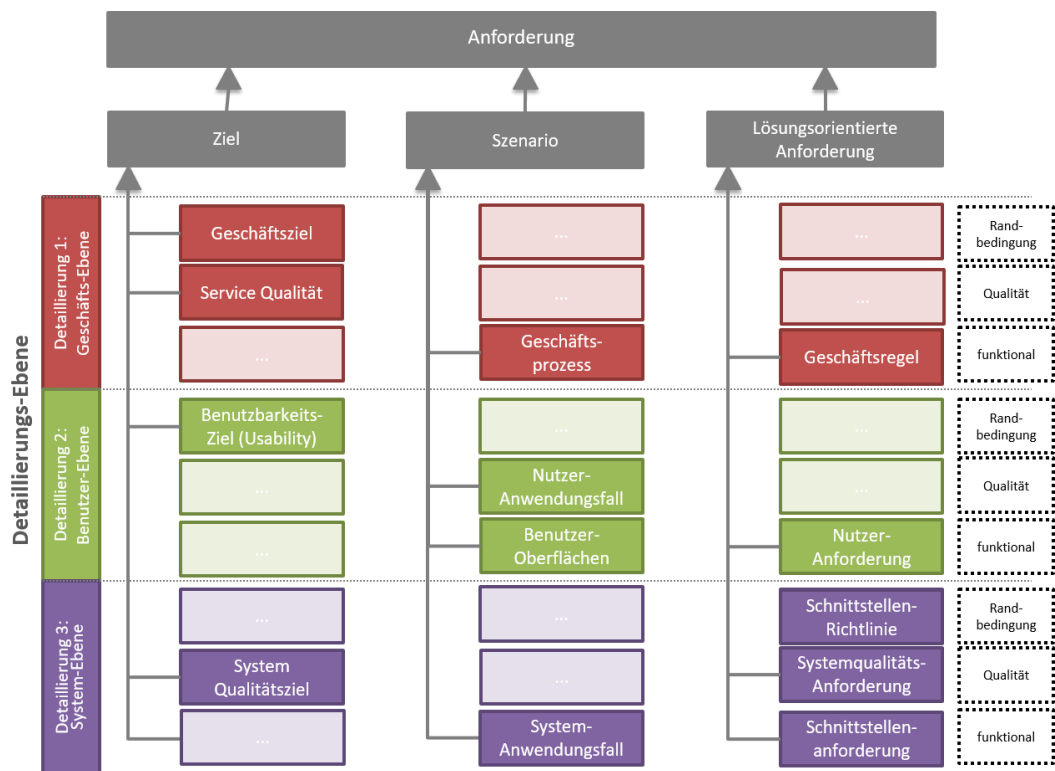 Anforderung
Ziel
Szenario
Lösungsorientierte
Anforderung
Detaillierungs-Ebene
Detaillierung 1:
Geschäfts-Ebene
Geschäftsziel
...
...
Rand-
bedingung
Service Qualität
...
...
Qualität
...
Geschäfts-
prozess
Geschäftsregel
funktional
Detaillierung 2:
Benutzer-Ebene
Benutzbarkeits-
Ziel (Usability)
...
...
Rand-
bedingung
...
Nutzer-
Anwendungsfall
...
Qualität
...
Benutzer-
Oberflächen
Nutzer-
Anforderung
funktional
Detaillierung 3:
System-Ebene
...
...
Schnittstellen-
Richtlinie
Rand-
bedingung
System
Qualitätsziel
...
Systemqualitäts-
Anforderung
Qualität
...
System-
Anwendungsfall
Schnittstellen-
anforderung
funktional